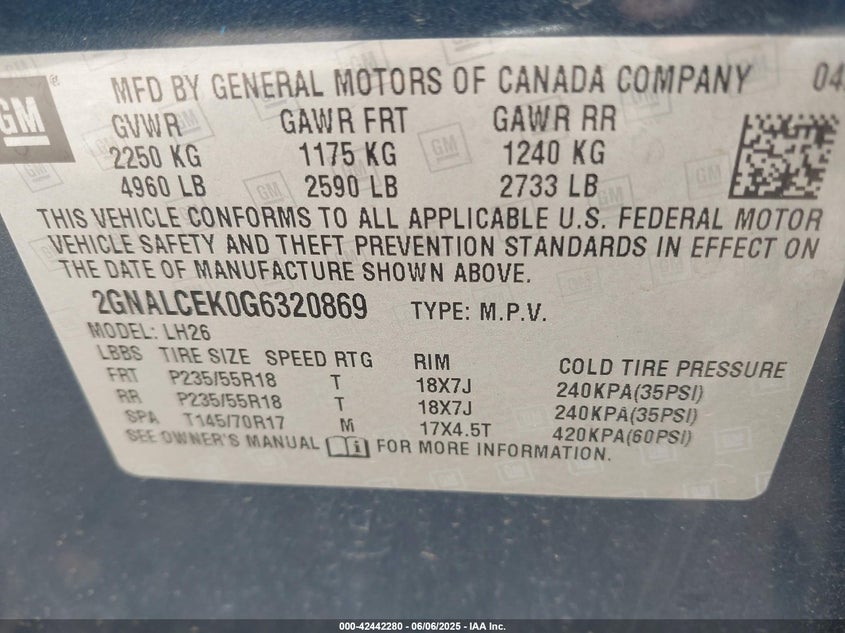 GM ®
MFD BY GENERAL MOTORS OF CANADA COMPANY 04
GVWR GAWR FRT GAWR RR
2250 KG 1175 KG 1240 KG
4960 LB 2590 LB 2733 LB
THIS VEHICLE CONFORMS TO ALL APPLICABLE U.S. FEDERAL MOTOR
VEHICLE SAFETY AND THEFT PREVENTION STANDARDS IN EFFECT ON
THE DATE OF MANUFACTURE SHOWN ABOVE.
2GNALCEK0G6320869 TYPE: M.P.V.
MODEL: LH26
LBBS TIRE SIZE SPEED RTG RIM COLD TIRE PRESSURE
FRT P235/55R18 T 18X7J 240KPA(35PSI)
RR P235/55R18 T 18X7J 240KPA(35PSI)
SPA T145/70R17 M 17X4.5T 420KPA(60PSI)
SEE OWNER'S MANUAL FOR MORE INFORMATION.
000-42442280 - 06/06/2025 - IAA Inc.